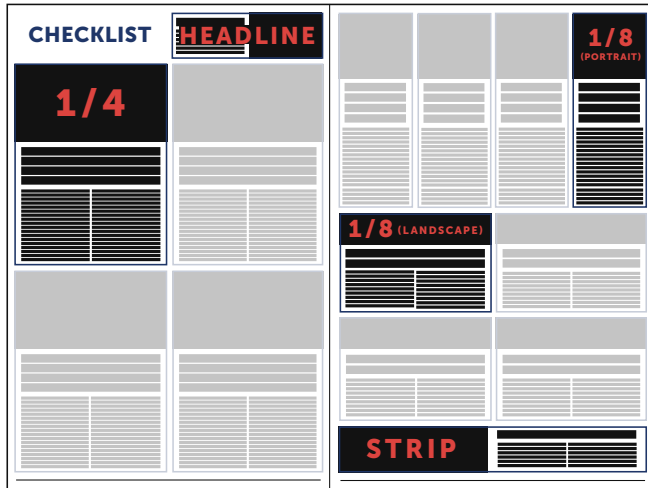 CHECKLIST
HEADLINE
1/4
1/8
(PORTRAIT)
1/8 (LANDSCAPE)
STRIP